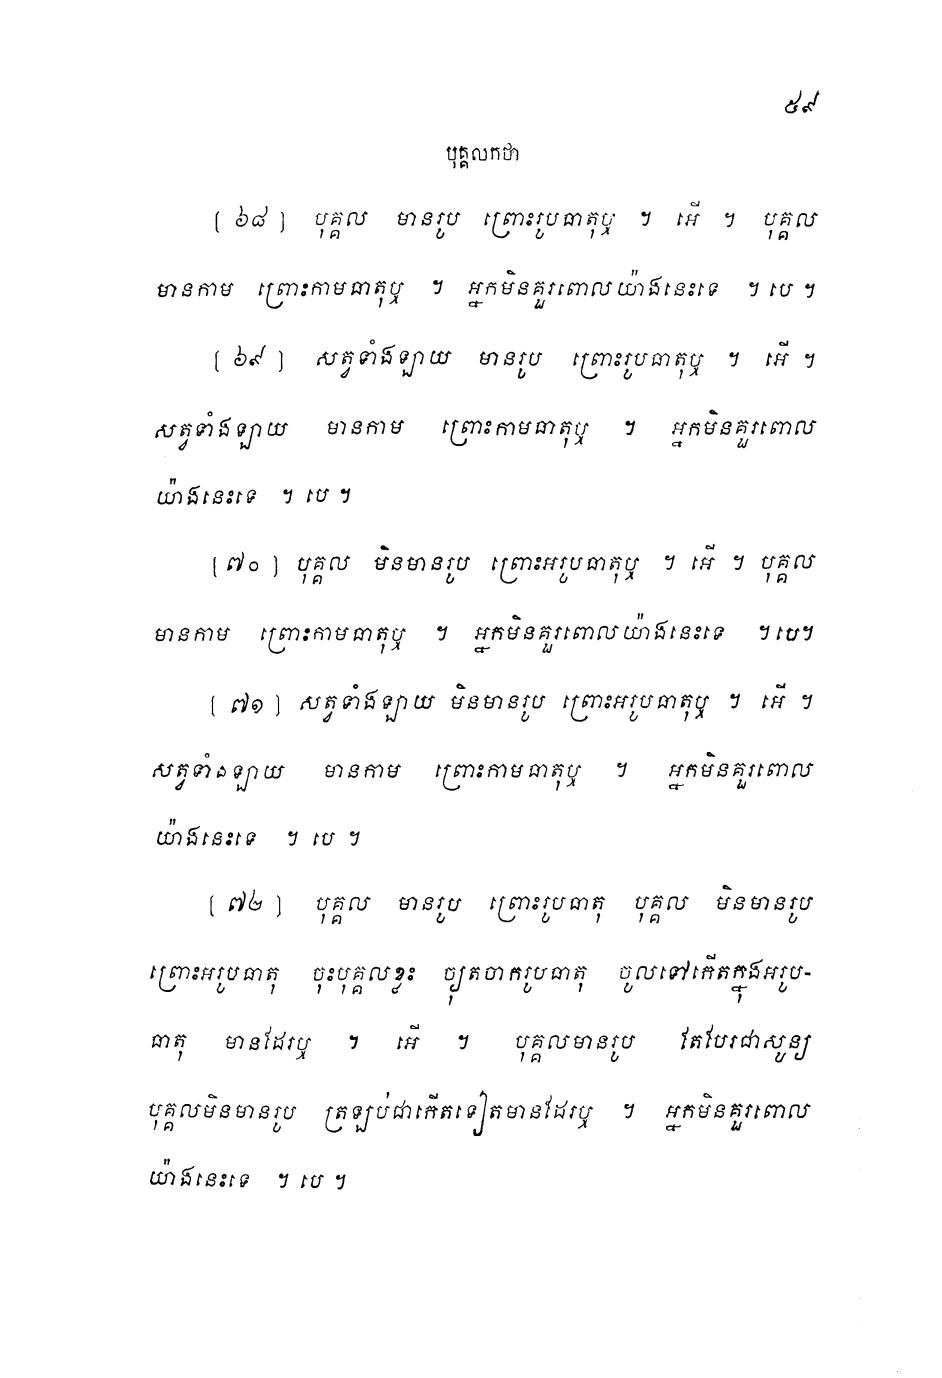 ៥៩
បុគ្គលកថា
[ ៦៨ ] បុគ្គល មានរូប ព្រោះរូបធាតុឬ ។ អើ ។ បុគ្គល
មានកាម ព្រោះកាមធាតុឬ ។ អ្នកមិនគួរពោលយ៉ាងនេះទេ ។ បេ ។
[ ៦៩ ] សត្វទាំងឡាយ មានរូប ព្រោះរូបធាតុឬ ។ អើ ។
សត្វទាំងឡាយ មានកាម ព្រោះកាមធាតុឬ ។ អ្នកមិនគួរពោល
យ៉ាងនេះទេ ។ បេ ។
[ ៧០ ] បុគ្គល មិនមានរូប ព្រោះអរូបធាតុឬ ។ អើ ។ បុគ្គល
មានកាម ព្រោះកាមធាតុឬ ។ អ្នកមិនគួរពោលយ៉ាងនេះទេ ។បេ។
[ ៧១ ] សត្វទាំងឡាយ មិនមានរូប ព្រោះអរូបធាតុឬ ។ អើ ។
សត្វទាំងឡាយ មានកាម ព្រោះកាមធាតុឬ ។ អ្នកមិនគួរពោល
យ៉ាងនេះទេ ។ បេ ។
[ ៧២ ] បុគ្គល មានរូប ព្រោះរូបធាតុ បុគ្គល មិនមានរូប
ព្រោះអរូបធាតុ ចុះបុគ្គលខ្លះ ច្យុតចាករូបធាតុ ចូលទៅកើតក្នុងអរូប-
ធាតុ មានដែរឬ ។ អើ ។ បុគ្គលមានរូប តែបែរជាសូន្យ
បុគ្គលមិនមានរូប ត្រឡប់ជាកើតទៀតមានដែរឬ ។ អ្នកមិនគួរពោល
យ៉ាងនេះទេ ។ បេ ។